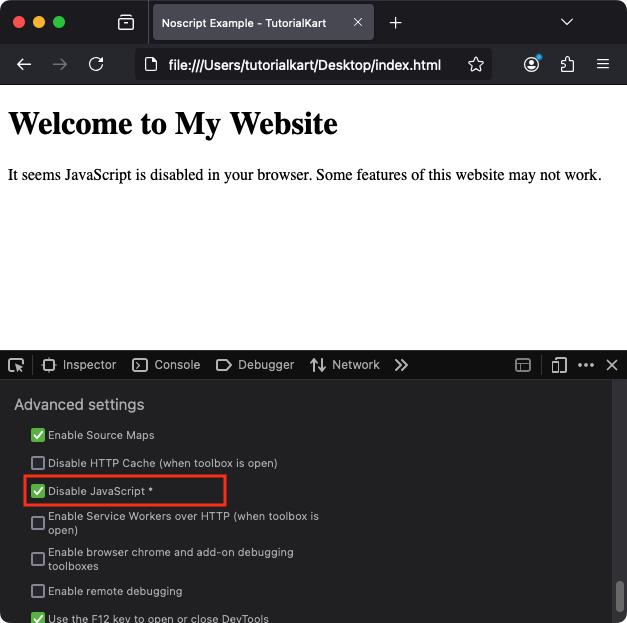 Noscript Example - TutorialKart
file:///Users/tutorialkart/Desktop/index.html
Welcome to My Website
It seems JavaScript is disabled in your browser. Some features of this website may not work.
Inspector Console Debugger Network
Advanced settings
Enable Source Maps
Disable HTTP Cache (when toolbox is open)
Disable JavaScript *
Enable Service Workers over HTTP (when toolbox is
open)
Enable browser chrome and add-on debugging
toolboxes
Enable remote debugging
Use the F12 key to open or close DevTools